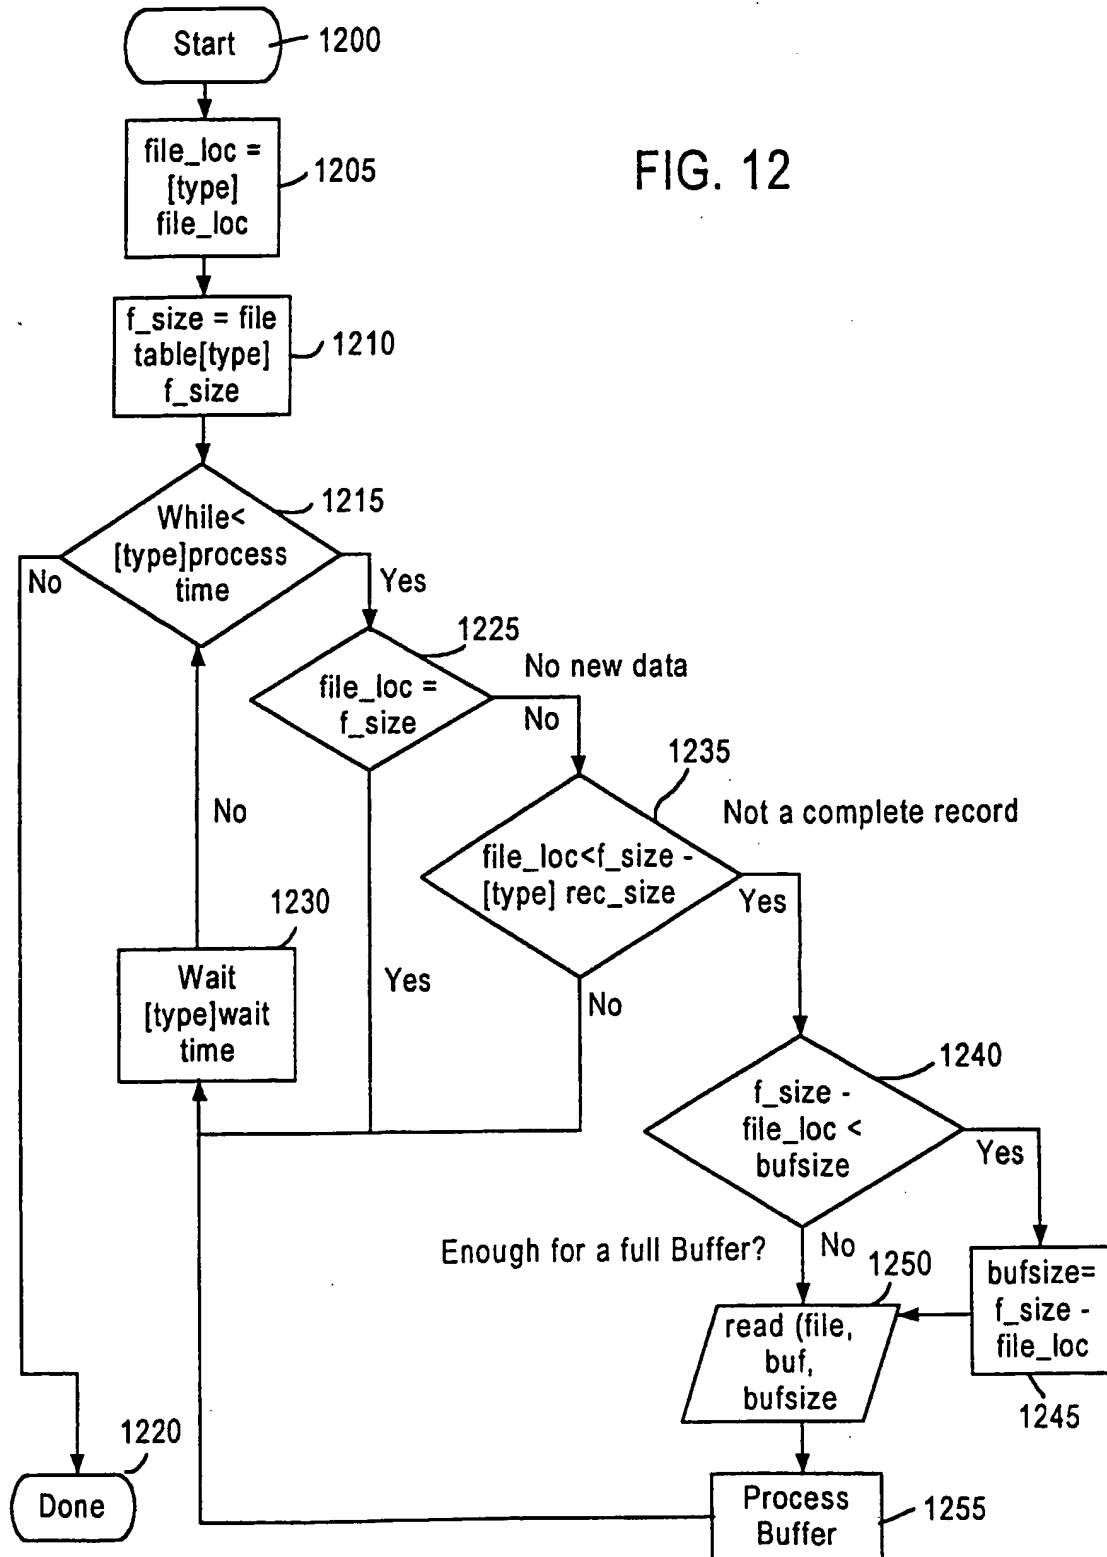 Start
1200
file_loc =
[type]
file_loc
1205
FIG. 12
f_size = file
table[type]
f_size
1210
While<
[type]process
time
1215
No
Yes
1225
file_loc =
f_size
No new data
No
1235
file_loc<f_size -
[type] rec_size
Not a complete record
Yes
No
1230
Wait
[type]wait
time
Yes
No
1240
f_size -
file_loc <
bufsize
Yes
Enough for a full Buffer?
No
1250
bufsize=
f_size -
file_loc
1245
read (file,
buf,
bufsize
1220
Done
Process
Buffer
1255